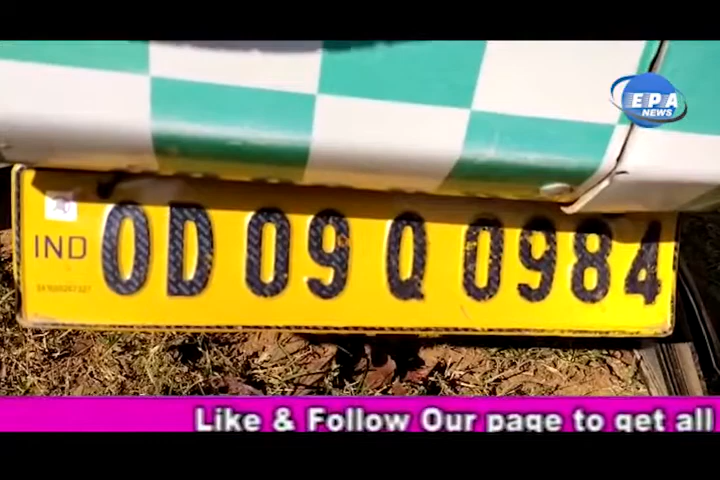 EPA
NEWS
IND
OD 09 Q 0984
Like & Follow Our page to get all